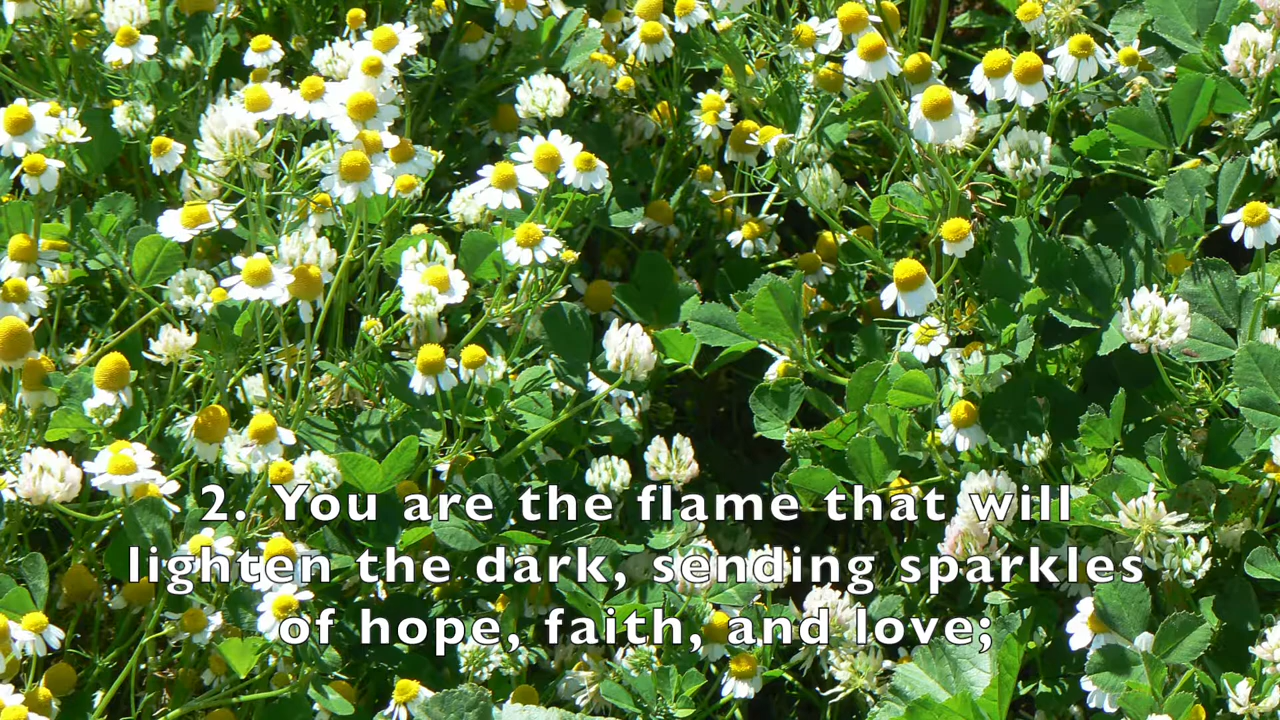 2. You are the flame that will
lighten the dark, sending sparkles
of hope, faith, and love;